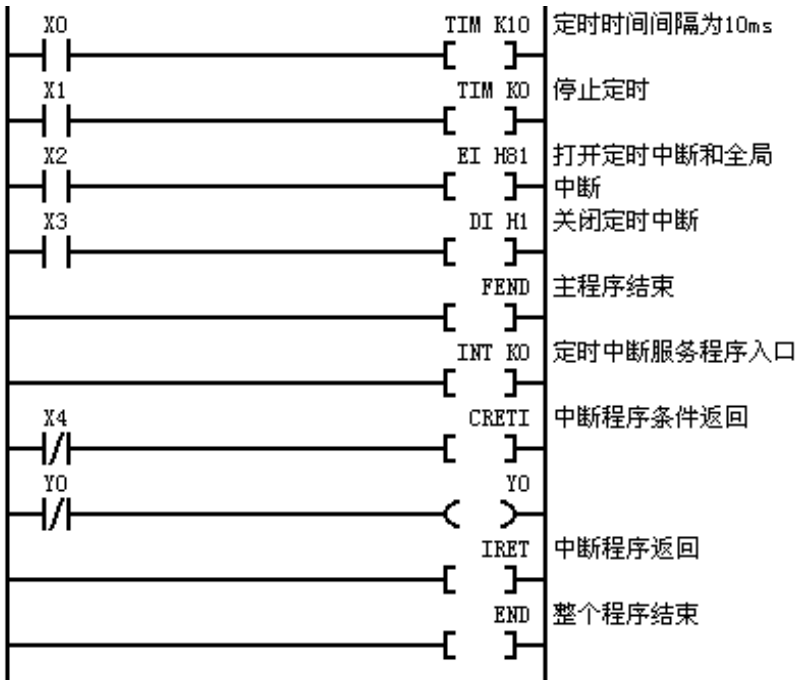 X0 TIM K10 定时时间间隔为10ms
X1 TIM K0 停止定时
X2 EI H81 打开定时中断和全局
中断
X3 DI H1 关闭定时中断
FEND 主程序结束
INT K0 定时中断服务程序入口
X4 CRETI 中断程序条件返回
Y0 Y0
IRET 中断程序返回
END 整个程序结束